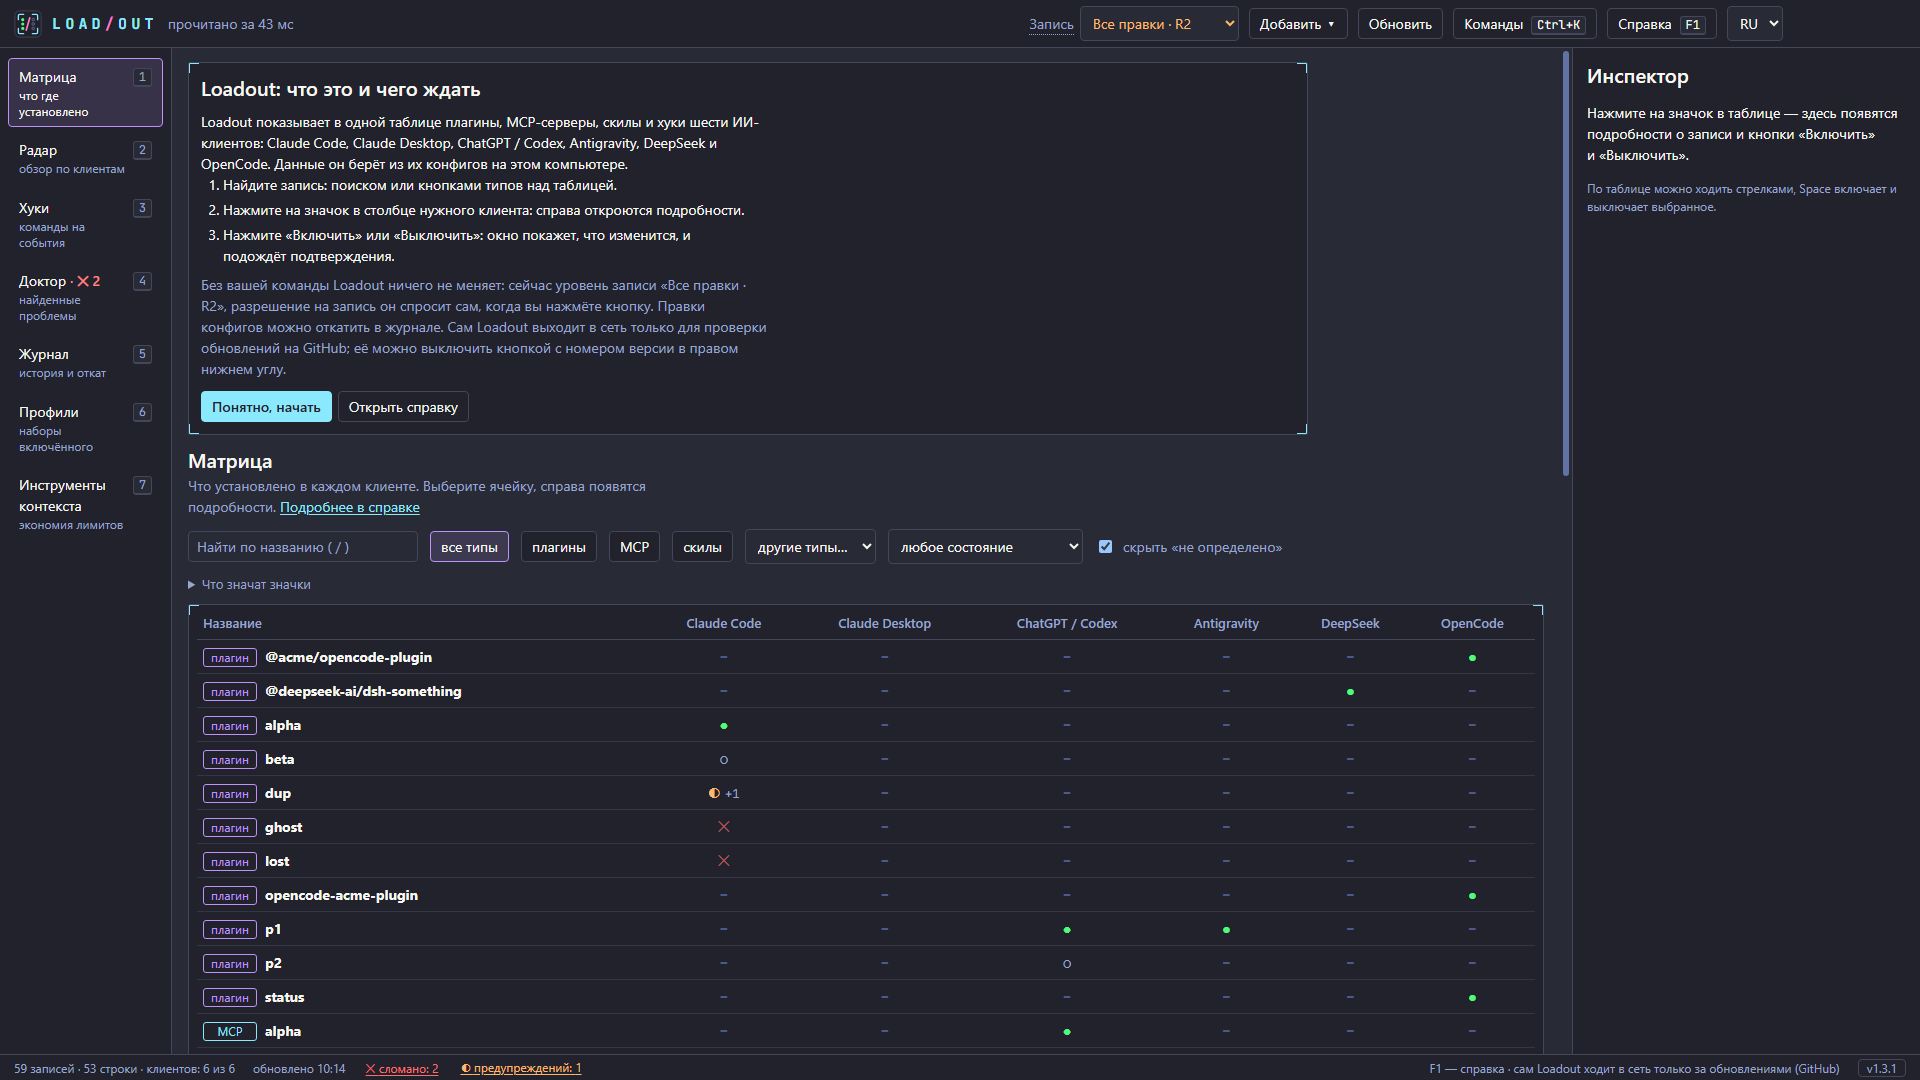 LOAD/OUT прочитано за 43 мс
Запись Все правки · R2 Добавить ▾ Обновить Команды Ctrl+K Справка F1 RU
Матрица 1
что где
установлено
Радар 2
обзор по клиентам
Хуки 3
команды на
события
Доктор · ✕ 2 4
найденные
проблемы
Журнал 5
история и откат
Профили 6
наборы
включённого
Инструменты 7
контекста
экономия лимитов
Loadout: что это и чего ждать
Loadout показывает в одной таблице плагины, MCP-серверы, скилы и хуки шести ИИ-
клиентов: Claude Code, Claude Desktop, ChatGPT / Codex, Antigravity, DeepSeek и
OpenCode. Данные он берёт из их конфигов на этом компьютере.
1. Найдите запись: поиском или кнопками типов над таблицей.
2. Нажмите на значок в столбце нужного клиента: справа откроются подробности.
3. Нажмите «Включить» или «Выключить»: окно покажет, что изменится, и
подождёт подтверждения.
Без вашей команды Loadout ничего не меняет: сейчас уровень записи «Все правки ·
R2», разрешение на запись он спросит сам, когда вы нажмёте кнопку. Правки
конфигов можно откатить в журнале. Сам Loadout выходит в сеть только для проверки
обновлений на GitHub; её можно выключить кнопкой с номером версии в правом
нижнем углу.
Понятно, начать Открыть справку
Матрица
Что установлено в каждом клиенте. Выберите ячейку, справа появятся
подробности. Подробнее в справке
Найти по названию ( / ) все типы плагины MCP скилы другие типы... любое состояние скрыть «не определено»
▶ Что значат значки
Название Claude Code Claude Desktop ChatGPT / Codex Antigravity DeepSeek OpenCode
плагин @acme/opencode-plugin – – – – – ●
плагин @deepseek-ai/dsh-something – – – – ● –
плагин alpha ● – – – – –
плагин beta ○ – – – – –
плагин dup ◐ +1 – – – – –
плагин ghost ✕ – – – – –
плагин lost ✕ – – – – –
плагин opencode-acme-plugin – – – – – ●
плагин p1 – – ● ● – –
плагин p2 – – ○ – – –
плагин status – – – – – ●
MCP alpha – – ● – – –
Инспектор
Нажмите на значок в таблице — здесь появятся
подробности о записи и кнопки «Включить»
и «Выключить».
По таблице можно ходить стрелками, Space включает и
выключает выбранное.
59 записей · 53 строки · клиентов: 6 из 6 обновлено 10:14 ✕ сломано: 2 ◐ предупреждений: 1
F1 — справка · сам Loadout ходит в сеть только за обновлениями (GitHub) v1.3.1